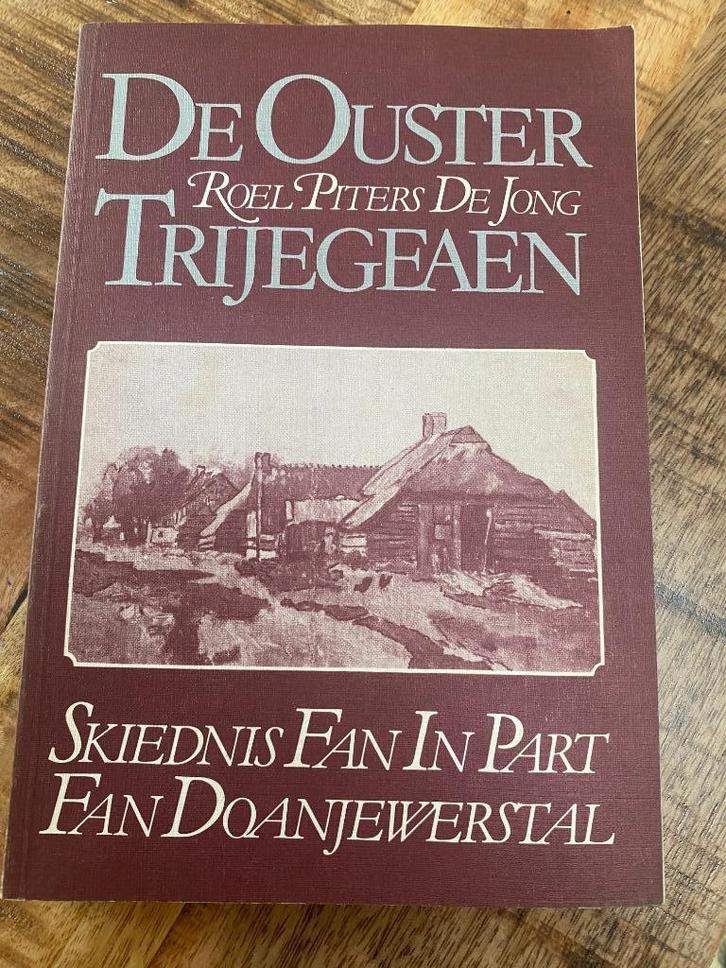 De Ouster
Roel Piters De Jong
Trijegeaen
Skiednis Fan In Part
Fan Doanjewerstal